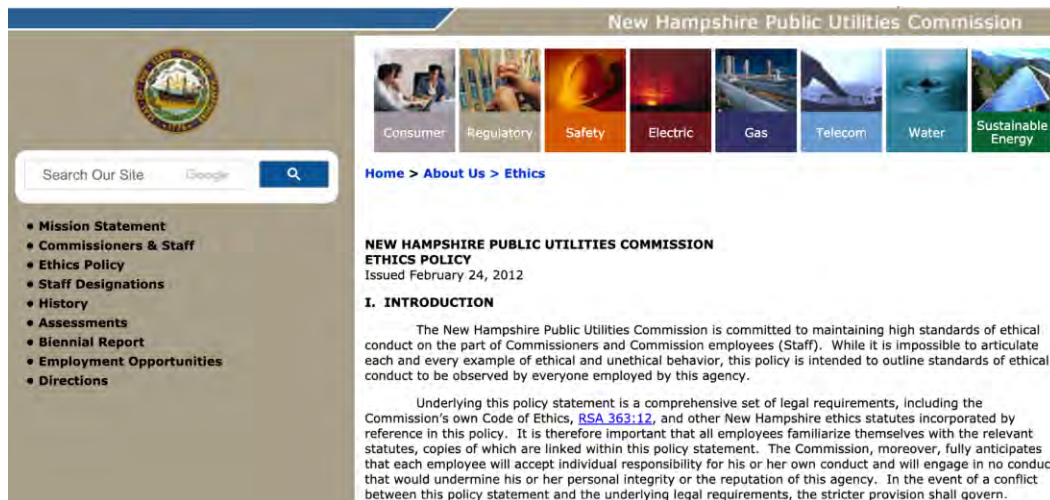 New Hampshire Public Utilities Commission
Consumer
Regulatory
Safety
Electric
Gas
Telecom
Water
Sustainable
Energy
Search Our Site
Google
Home > About Us > Ethics
• Mission Statement
• Commissioners & Staff
• Ethics Policy
• Staff Designations
• History
• Assessments
• Biennial Report
• Employment Opportunities
• Directions
NEW HAMPSHIRE PUBLIC UTILITIES COMMISSION
ETHICS POLICY
Issued February 24, 2012
I. INTRODUCTION
The New Hampshire Public Utilities Commission is committed to maintaining high standards of ethical
conduct on the part of Commissioners and Commission employees (Staff). While it is impossible to articulate
each and every example of ethical and unethical behavior, this policy is intended to outline standards of ethical
conduct to be observed by everyone employed by this agency.
Underlying this policy statement is a comprehensive set of legal requirements, including the
Commission's own Code of Ethics, RSA 363:12, and other New Hampshire ethics statutes incorporated by
reference in this policy. It is therefore important that all employees familiarize themselves with the relevant
statutes, copies of which are linked within this policy statement. The Commission, moreover, fully anticipates
that each employee will accept individual responsibility for his or her own conduct and will engage in no conduc
that would undermine his or her personal integrity or the reputation of this agency. In the event of a conflict
between this policy statement and the underlying legal requirements, the stricter provision shall govern.